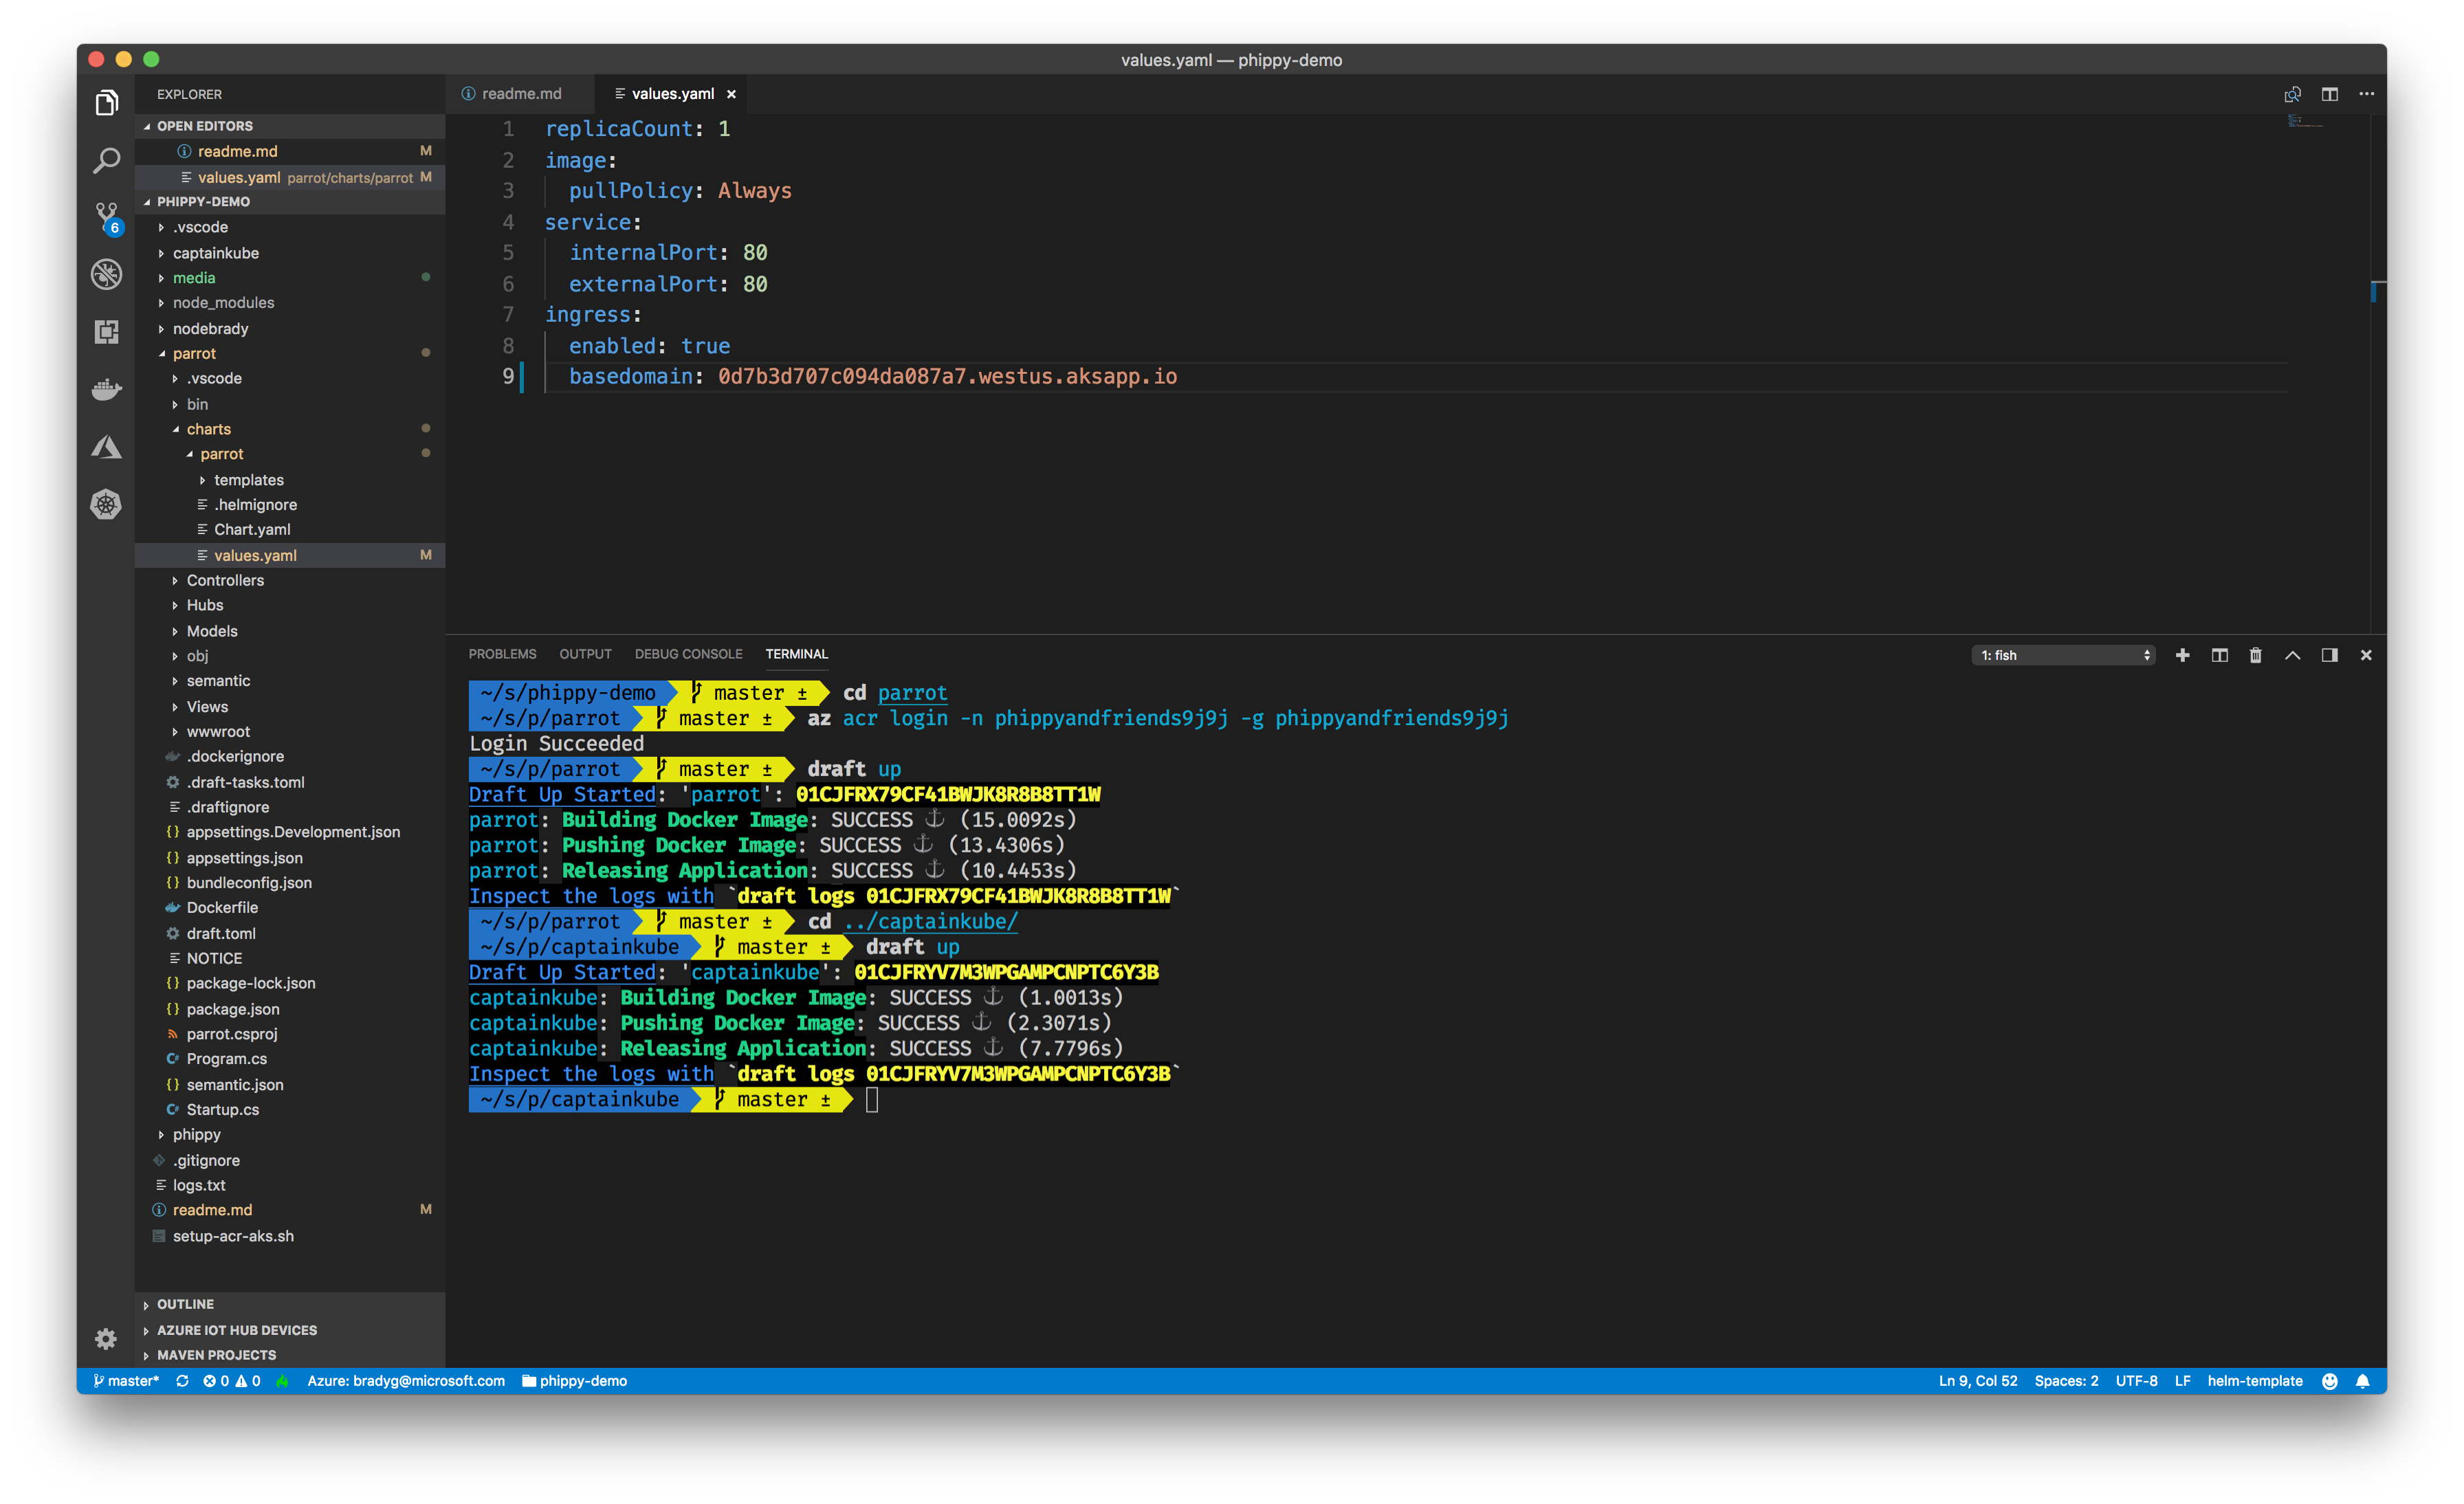 values.yaml — phippy-demo
EXPLORER
OPEN EDITORS
readme.md M
values.yaml parrot/charts/parrot M
PHIPPY-DEMO
.vscode
captainkube
media
node_modules
nodebrady
parrot
.vscode
bin
charts
parrot
templates
.helmignore
Chart.yaml
values.yaml M
Controllers
Hubs
Models
obj
semantic
Views
wwwroot
.dockerignore
.draft-tasks.toml
.draftignore
appsettings.Development.json
appsettings.json
bundleconfig.json
Dockerfile
draft.toml
NOTICE
package-lock.json
package.json
parrot.csproj
Program.cs
semantic.json
Startup.cs
phippy
.gitignore
logs.txt
readme.md M
setup-acr-aks.sh
OUTLINE
AZURE IOT HUB DEVICES
MAVEN PROJECTS
6
readme.md values.yaml
1 replicaCount: 1
2 image:
3 pullPolicy: Always
4 service:
5 internalPort: 80
6 externalPort: 80
7 ingress:
8 enabled: true
9 basedomain: 0d7b3d707c094da087a7.westus.aksapp.io
PROBLEMS OUTPUT DEBUG CONSOLE TERMINAL 1: fish
~/s/phippy-demo master ± cd parrot
~/s/p/parrot master ± az acr login -n phippyandfriends9j9j -g phippyandfriends9j9j
Login Succeeded
~/s/p/parrot master ± draft up
Draft Up Started: 'parrot': 01CJFRX79CF41BWJK8R8B8TT1W
parrot: Building Docker Image: SUCCESS ⚓ (15.0092s)
parrot: Pushing Docker Image: SUCCESS ⚓ (13.4306s)
parrot: Releasing Application: SUCCESS ⚓ (10.4453s)
Inspect the logs with `draft logs 01CJFRX79CF41BWJK8R8B8TT1W`
~/s/p/parrot master ± cd ../captainkube/
~/s/p/captainkube master ± draft up
Draft Up Started: 'captainkube': 01CJFRYV7M3WPGAMPCNPTC6Y3B
captainkube: Building Docker Image: SUCCESS ⚓ (1.0013s)
captainkube: Pushing Docker Image: SUCCESS ⚓ (2.3071s)
captainkube: Releasing Application: SUCCESS ⚓ (7.7796s)
Inspect the logs with `draft logs 01CJFRYV7M3WPGAMPCNPTC6Y3B`
~/s/p/captainkube master ±
master* 0 0 Azure: bradyg@microsoft.com phippy-demo Ln 9, Col 52 Spaces: 2 UTF-8 LF helm-template